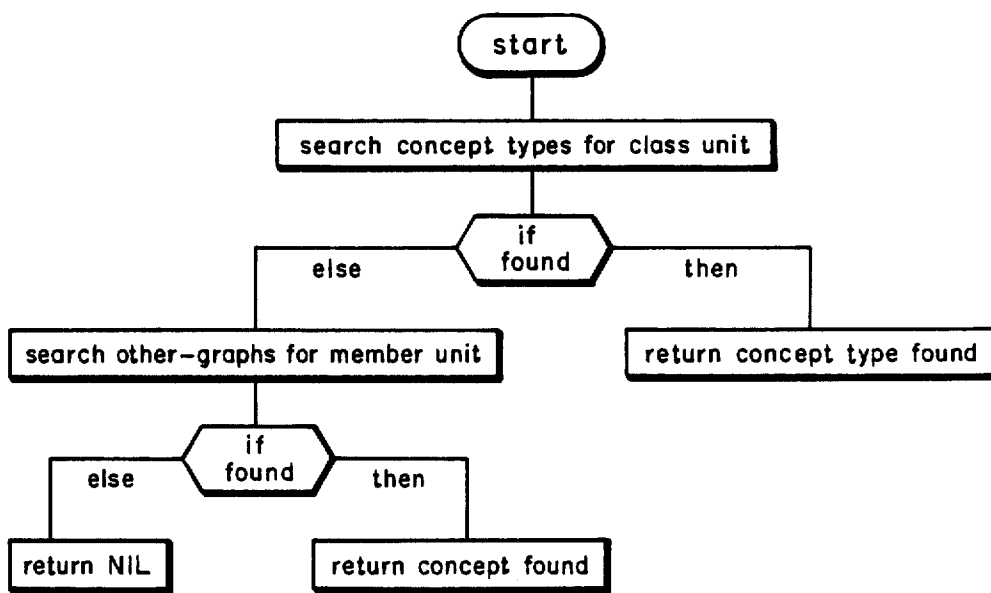 start
search concept types for class unit
if
found
else
then
search other-graphs for member unit
return concept type found
if
found
else
then
return NIL
return concept found